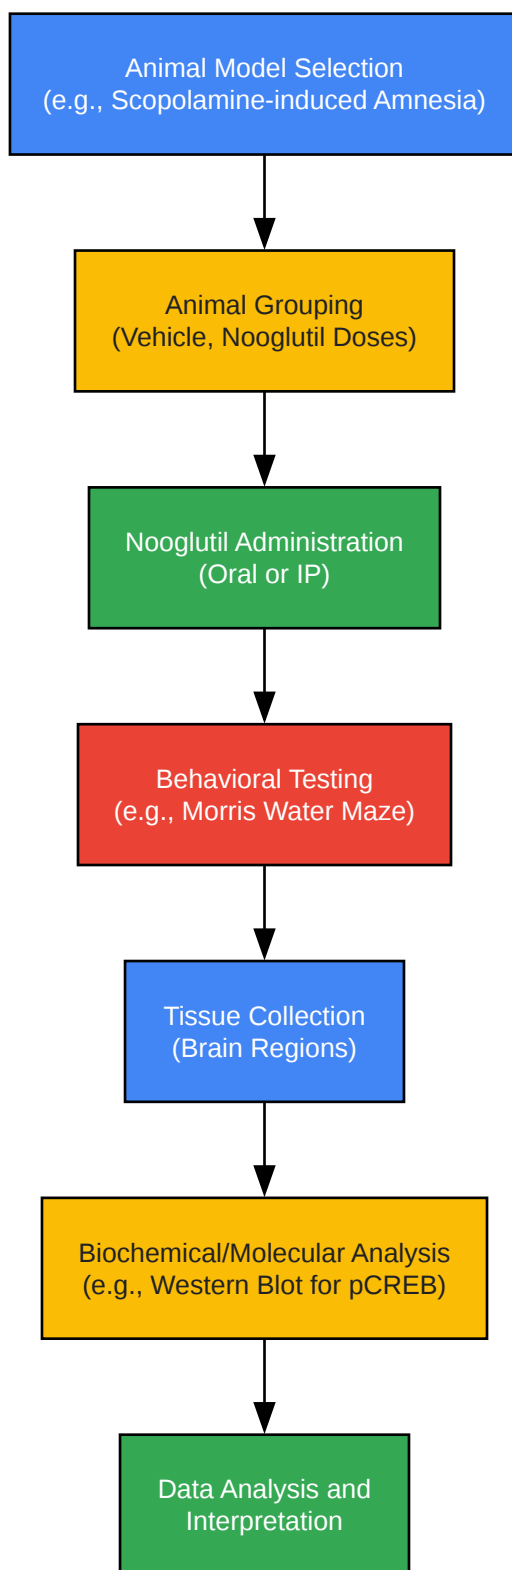 Animal Model Selection
(e.g., Scopolamine-induced Amnesia)
Animal Grouping
(Vehicle, Nooglutil Doses)
Nooglutil Administration
(Oral or IP)
Behavioral Testing
(e.g., Morris Water Maze)
Tissue Collection
(Brain Regions)
Biochemical/Molecular Analysis
(e.g., Western Blot for pCREB)
Data Analysis and
Interpretation